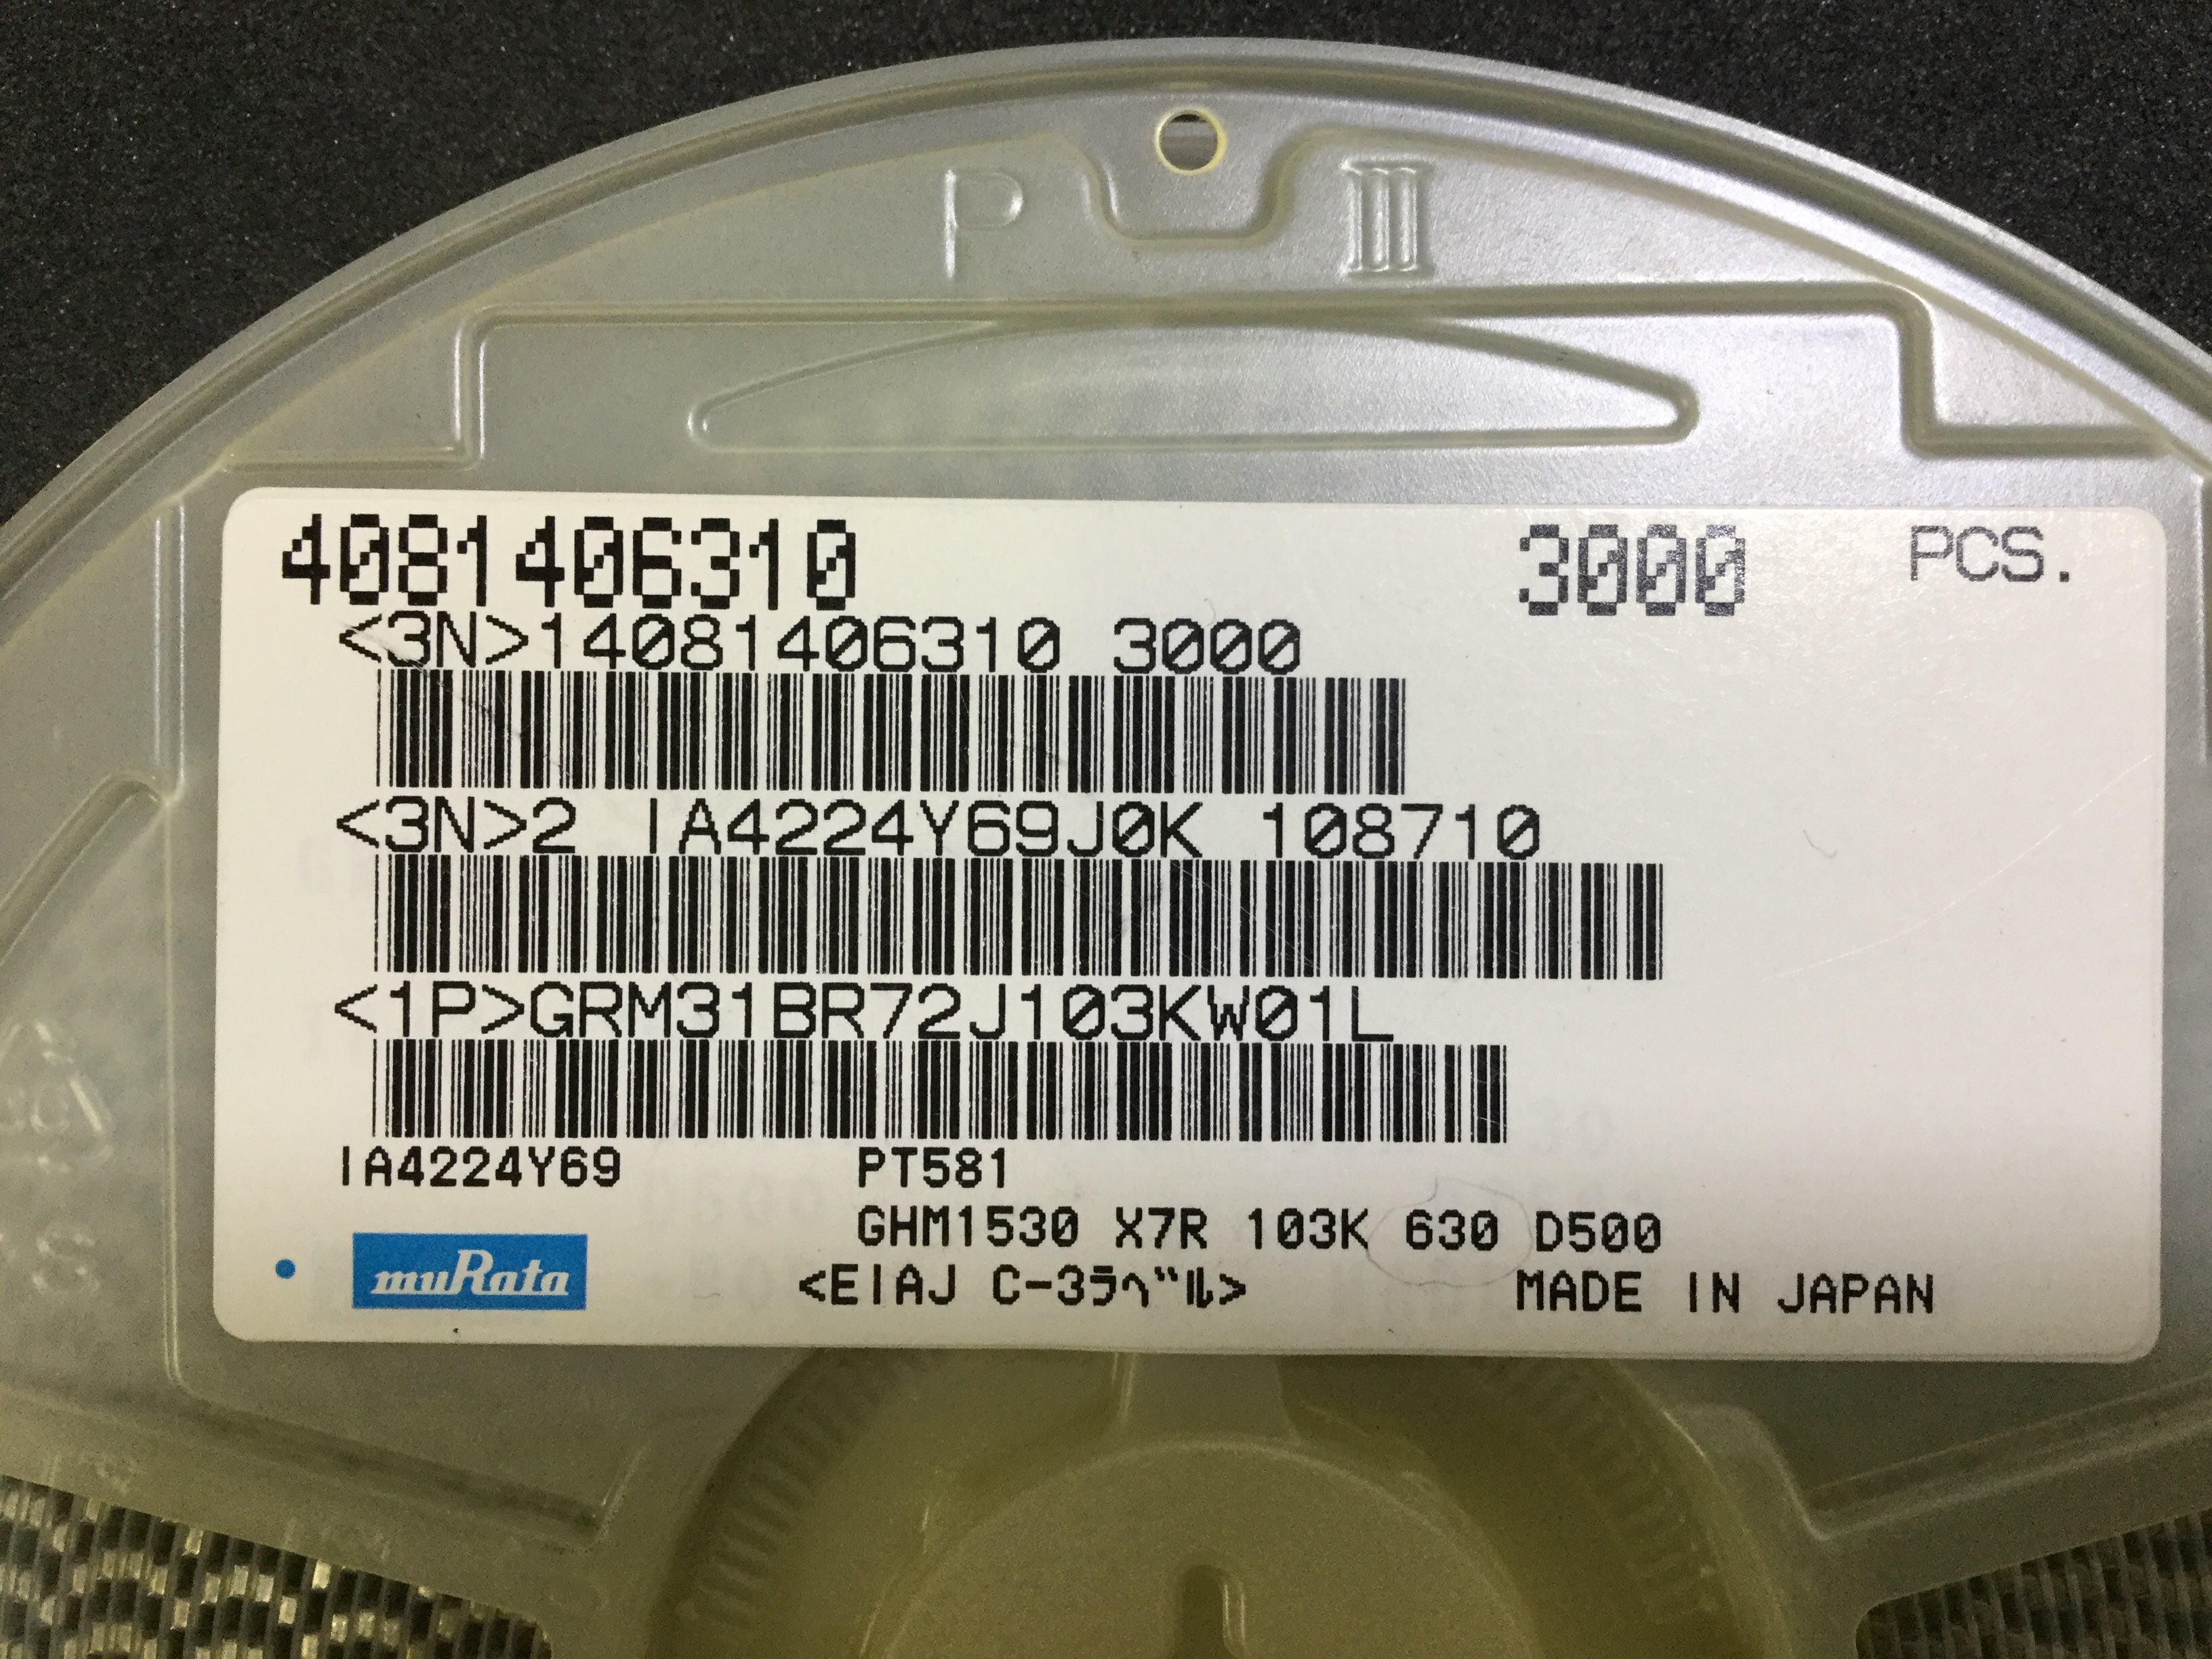 P III
4081406310 3000 PCS.
<3N>14081406310 3000
<3N>2 IA4224Y69J0K 108710
<1P>GRM31BR72J103KW01L
IA4224Y69 PT581
GHM1530 X7R 103K 630 D500
muRata <EIAJ C-3ラベル> MADE IN JAPAN